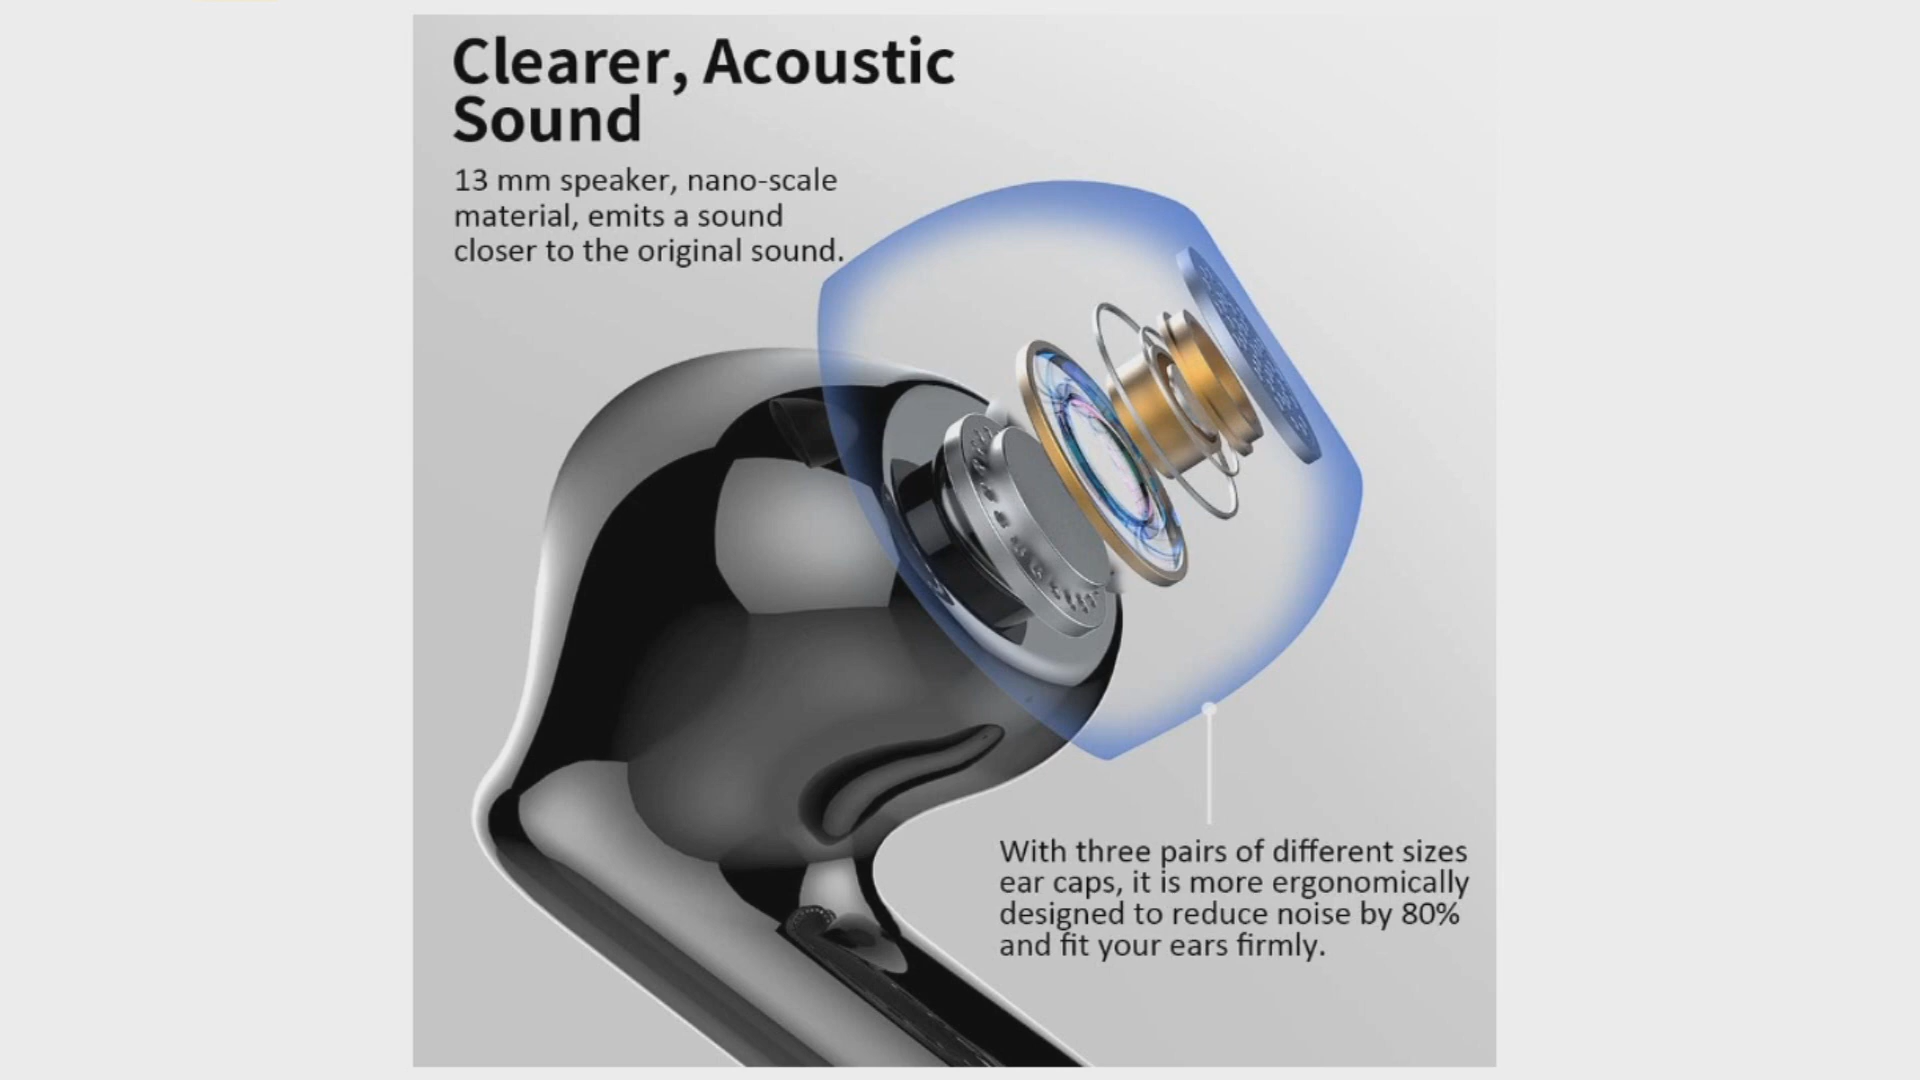 Clearer, Acoustic
Sound
13 mm speaker, nano-scale
material, emits a sound
closer to the original sound.
With three pairs of different sizes
ear caps, it is more ergonomically
designed to reduce noise by 80%
and fit your ears firmly.